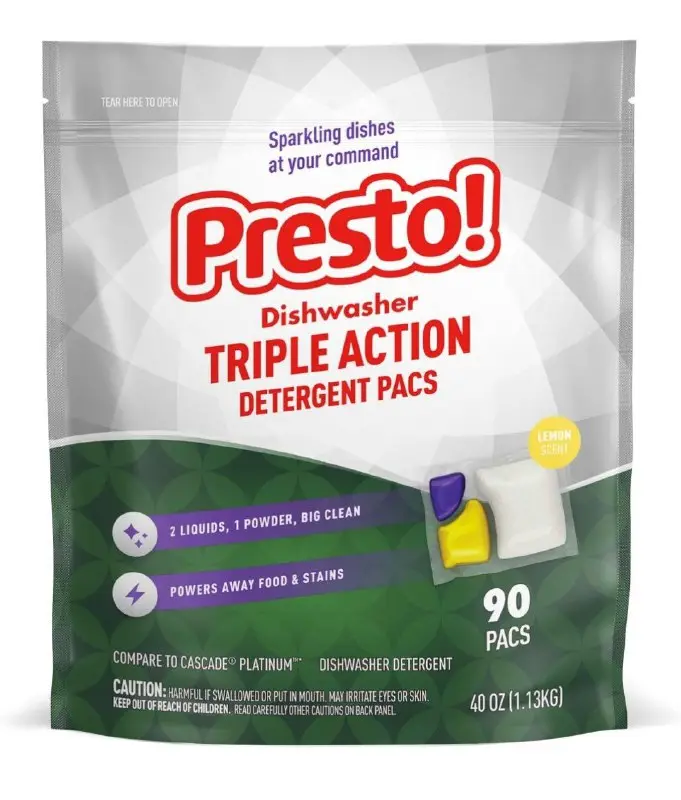 TEAR HERE TO OPEN
Sparkling dishes
at your command
Presto!
Dishwasher
TRIPLE ACTION
DETERGENT PACS
LEMON
SCENT
2 LIQUIDS, 1 POWDER, BIG CLEAN
POWERS AWAY FOOD & STAINS
90
PACS
COMPARE TO CASCADE® PLATINUM™* DISHWASHER DETERGENT
CAUTION: HARMFUL IF SWALLOWED OR PUT IN MOUTH. MAY IRRITATE EYES OR SKIN.
KEEP OUT OF REACH OF CHILDREN. READ CAREFULLY OTHER CAUTIONS ON BACK PANEL.
40 OZ (1.13KG)